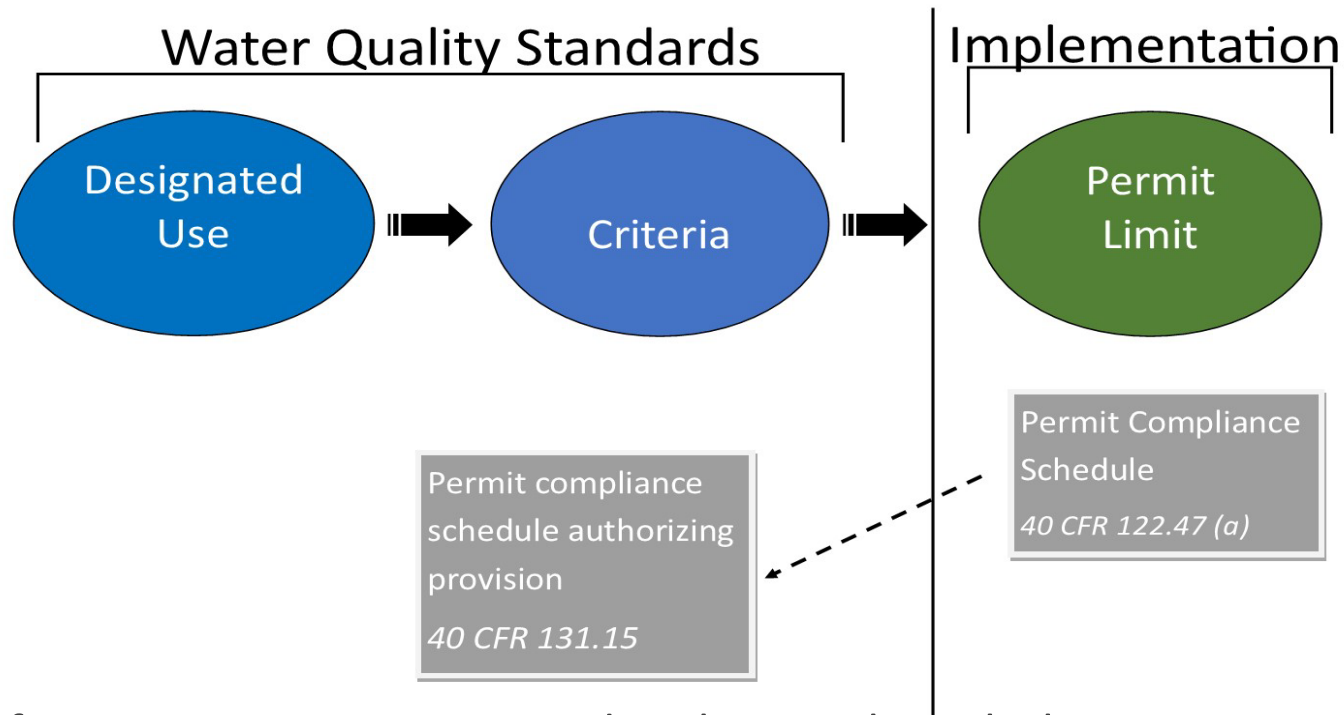 Water Quality Standards
Implementation
Designated
Use
Criteria
Permit
Limit
Permit Compliance
Schedule
40 CFR 122.47 (a)
Permit compliance
schedule authorizing
provision
40 CFR 131.15